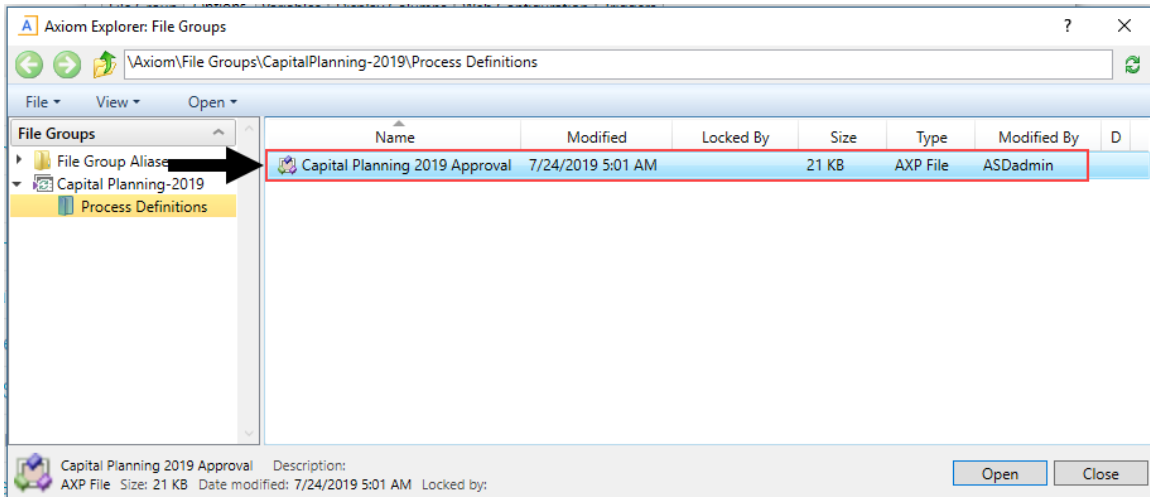 A Axiom Explorer: File Groups ?
\Axiom\File Groups\CapitalPlanning-2019\Process Definitions
File View Open
File Groups Name Modified Locked By Size Type Modified By D
File Group Aliase Capital Planning 2019 Approval 7/24/2019 5:01 AM 21 KB AXP File ASDadmin
Capital Planning-2019
Process Definitions
Capital Planning 2019 Approval Description:
AXP File Size: 21 KB Date modified: 7/24/2019 5:01 AM Locked by:
Open Close